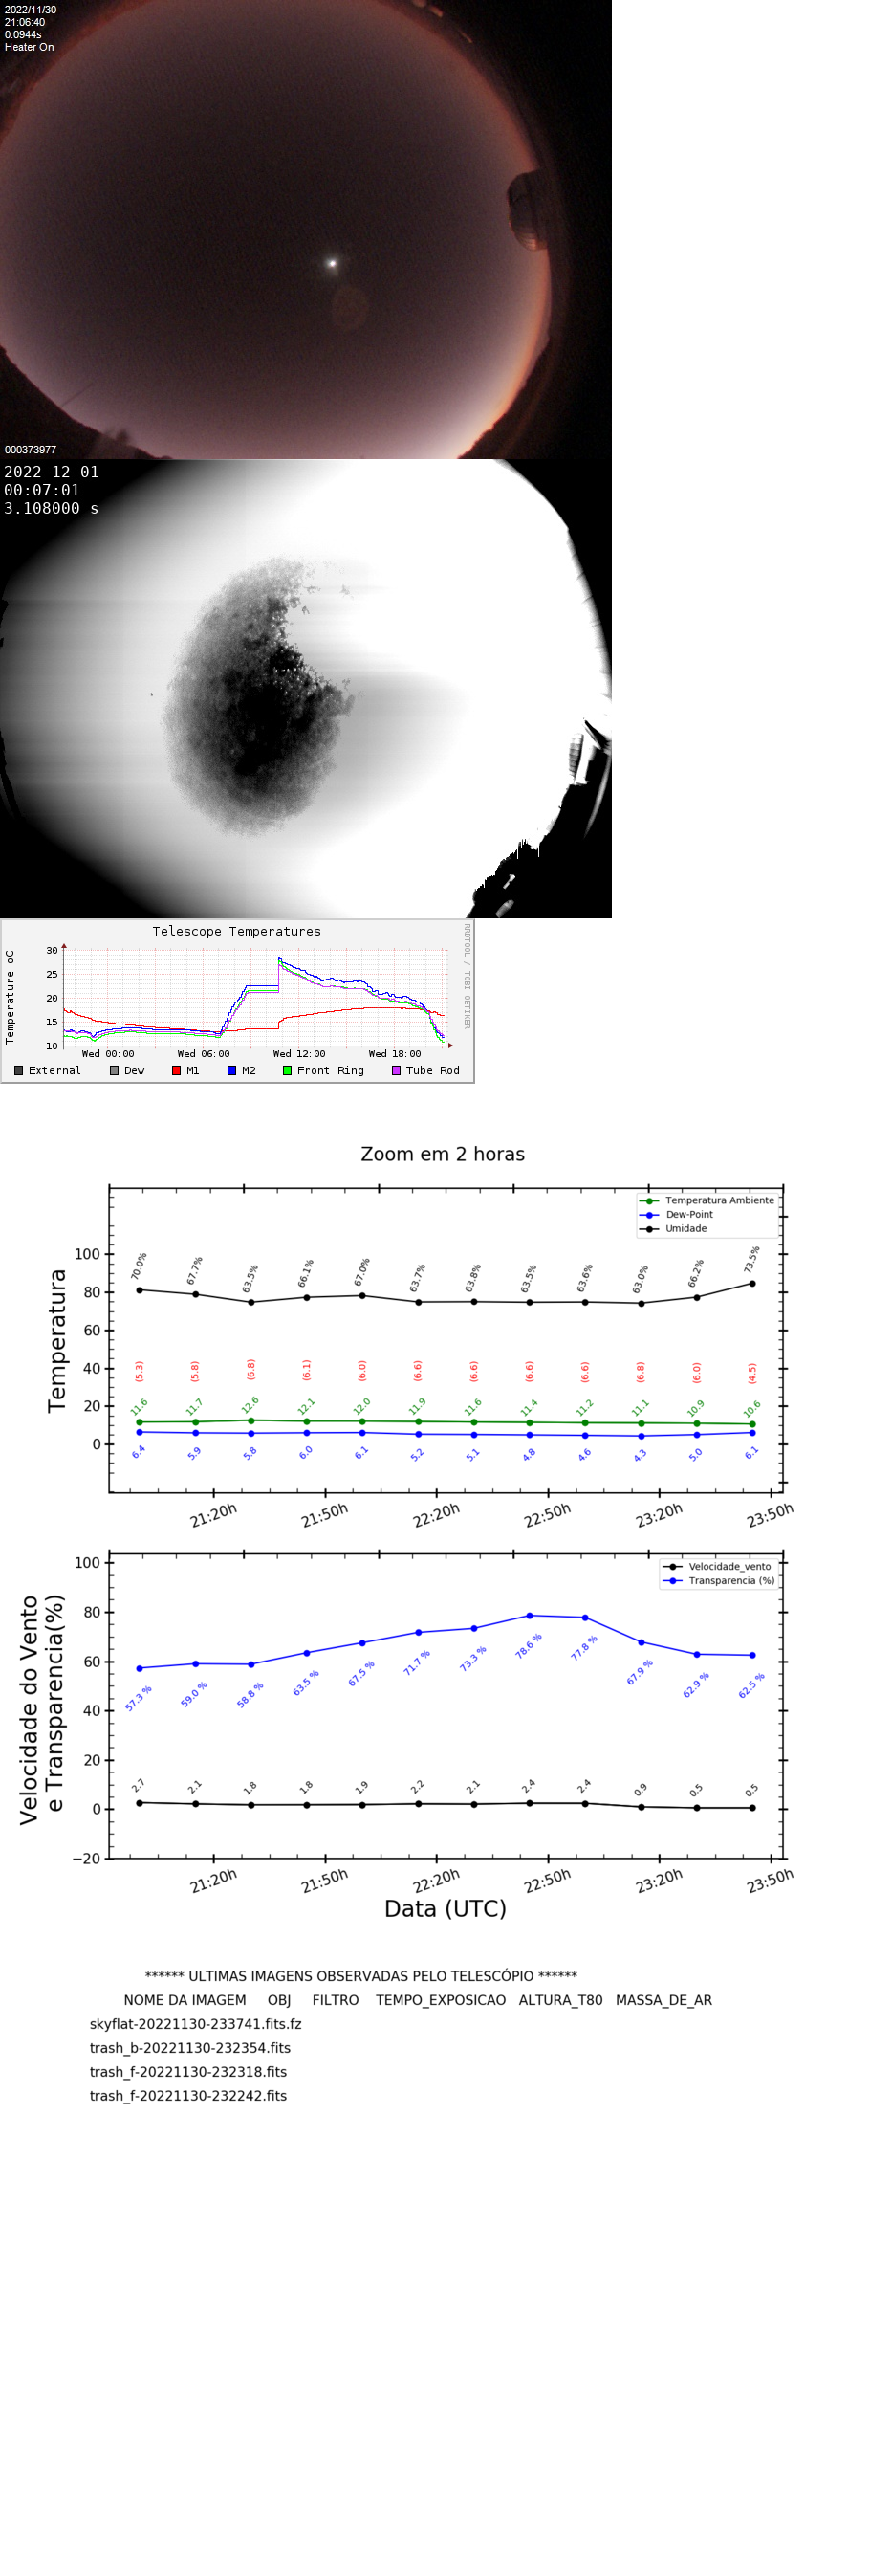 2022/11/30
21:06:40
0.0944s
Heater On
000373977
2022-12-01
00:07:01
3.108000 s
Telescope Temperatures
RRDTOOL / TOBI OETIKER
Temperature oC
30
25
20
15
10
Wed 00:00 Wed 06:00 Wed 12:00 Wed 18:00
External Dew M1 M2 Front Ring Tube Rod
Zoom em 2 horas
Temperatura Ambiente
Dew-Point
Umidade
Temperatura
100
80
60
40
20
0
70.0% 67.7% 63.5% 66.1% 67.0% 63.7% 63.8% 63.5% 63.6% 63.0% 66.2% 73.5%
(5.3) (5.8) (6.8) (6.1) (6.0) (6.6) (6.6) (6.6) (6.6) (6.8) (6.0) (4.5)
11.6 11.7 12.6 12.1 12.0 11.9 11.6 11.4 11.2 11.1 10.9 10.6
6.4 5.9 5.8 6.0 6.1 5.2 5.1 4.8 4.6 4.3 5.0 6.1
21:20h 21:50h 22:20h 22:50h 23:20h 23:50h
Velocidade_vento
Transparencia (%)
Velocidade do Vento
e Transparencia(%)
100
80
60
40
20
0
−20
57.3 % 59.0 % 58.8 % 63.5 % 67.5 % 71.7 % 73.3 % 78.6 % 77.8 % 67.9 % 62.9 % 62.5 %
2.7 2.1 1.8 1.8 1.9 2.2 2.1 2.4 2.4 0.9 0.5 0.5
21:20h 21:50h 22:20h 22:50h 23:20h 23:50h
Data (UTC)
****** ULTIMAS IMAGENS OBSERVADAS PELO TELESCÓPIO ******
NOME DA IMAGEM OBJ FILTRO TEMPO_EXPOSICAO ALTURA_T80 MASSA_DE_AR
skyflat-20221130-233741.fits.fz
trash_b-20221130-232354.fits
trash_f-20221130-232318.fits
trash_f-20221130-232242.fits